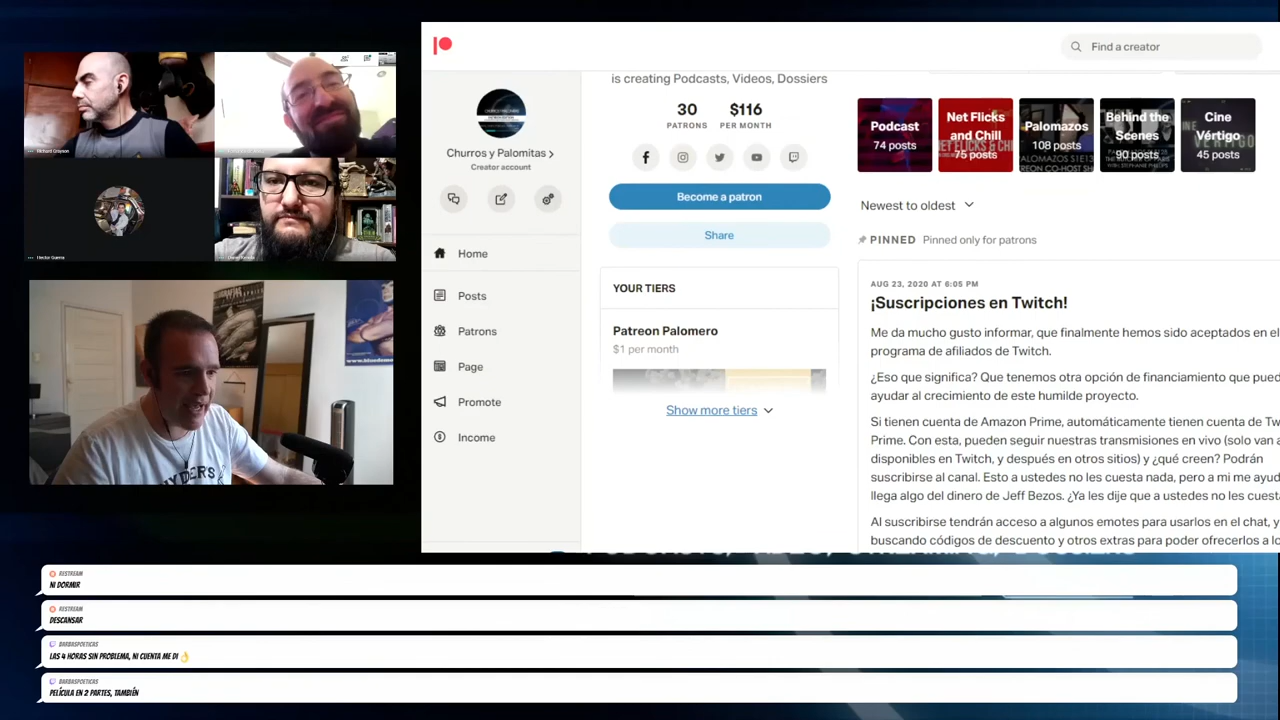 Find a creator
is creating Podcasts, Videos, Dossiers
30
PATRONS
$116
PER MONTH
Churros y Palomitas
Creator account
Become a patron
Share
Home
Posts
Patrons
Page
Promote
Income
YOUR TIERS
Patreon Palomero
$1 per month
Show more tiers
Podcast
74 posts
Net Flicks
and Chill
75 posts
Palomazos
108 posts
Behind the
Scenes
90 posts
Cine
Vértigo
45 posts
Newest to oldest
PINNED Pinned only for patrons
AUG 23, 2020 AT 6:05 PM
¡Suscripciones en Twitch!
Me da mucho gusto informar, que finalmente hemos sido aceptados en el
programa de afiliados de Twitch.
¿Eso que significa? Que tenemos otra opción de financiamiento que pued
ayudar al crecimiento de este humilde proyecto.
Si tienen cuenta de Amazon Prime, automáticamente tienen cuenta de Tw
Prime. Con esta, pueden seguir nuestras transmisiones en vivo (solo van a
disponibles en Twitch, y después en otros sitios) y ¿qué creen? Podrán
suscribirse al canal. Esto a ustedes no les cuesta nada, pero a mi me ayud
llega algo del dinero de Jeff Bezos. ¿Ya les dije que a ustedes no les cuest
Al suscribirse tendrán acceso a algunos emotes para usarlos en el chat, y
buscando códigos de descuento y otros extras para poder ofrecerlos a lo
RESTREAM
NI DORMIR
RESTREAM
DESCANSAR
BARBASPOETICAS
LAS 4 HORAS SIN PROBLEMA, NI CUENTA ME DI 👌
BARBASPOETICAS
PELÍCULA EN 2 PARTES, TAMBIÉN